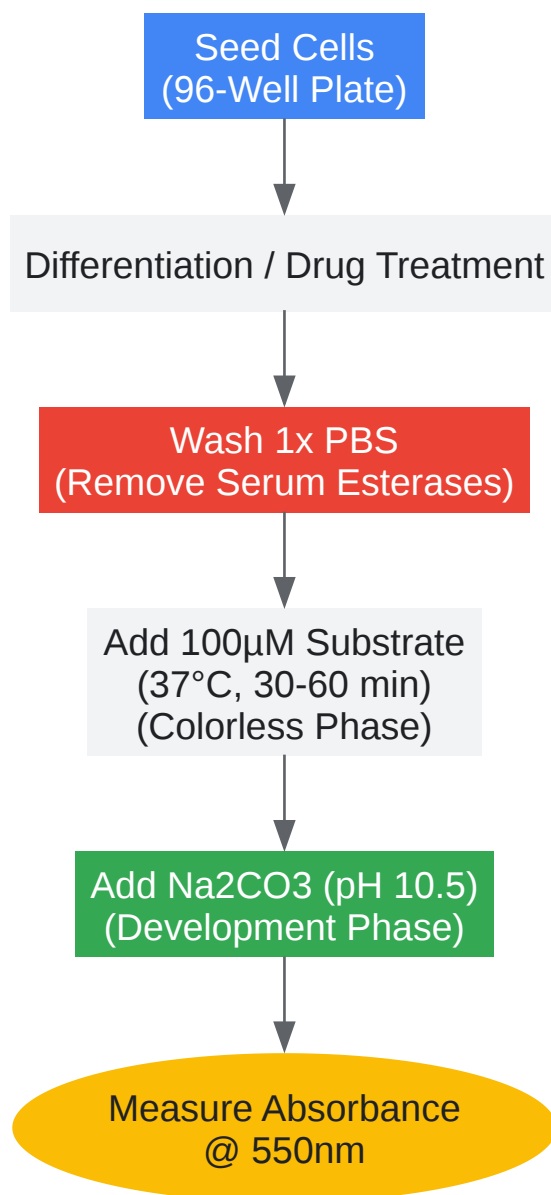 Seed Cells
(96-Well Plate)
Differentiation / Drug Treatment
Wash 1x PBS
(Remove Serum Esterases)
Add 100µM Substrate
(37°C, 30-60 min)
(Colorless Phase)
Add Na2CO3 (pH 10.5)
(Development Phase)
Measure Absorbance
@ 550nm